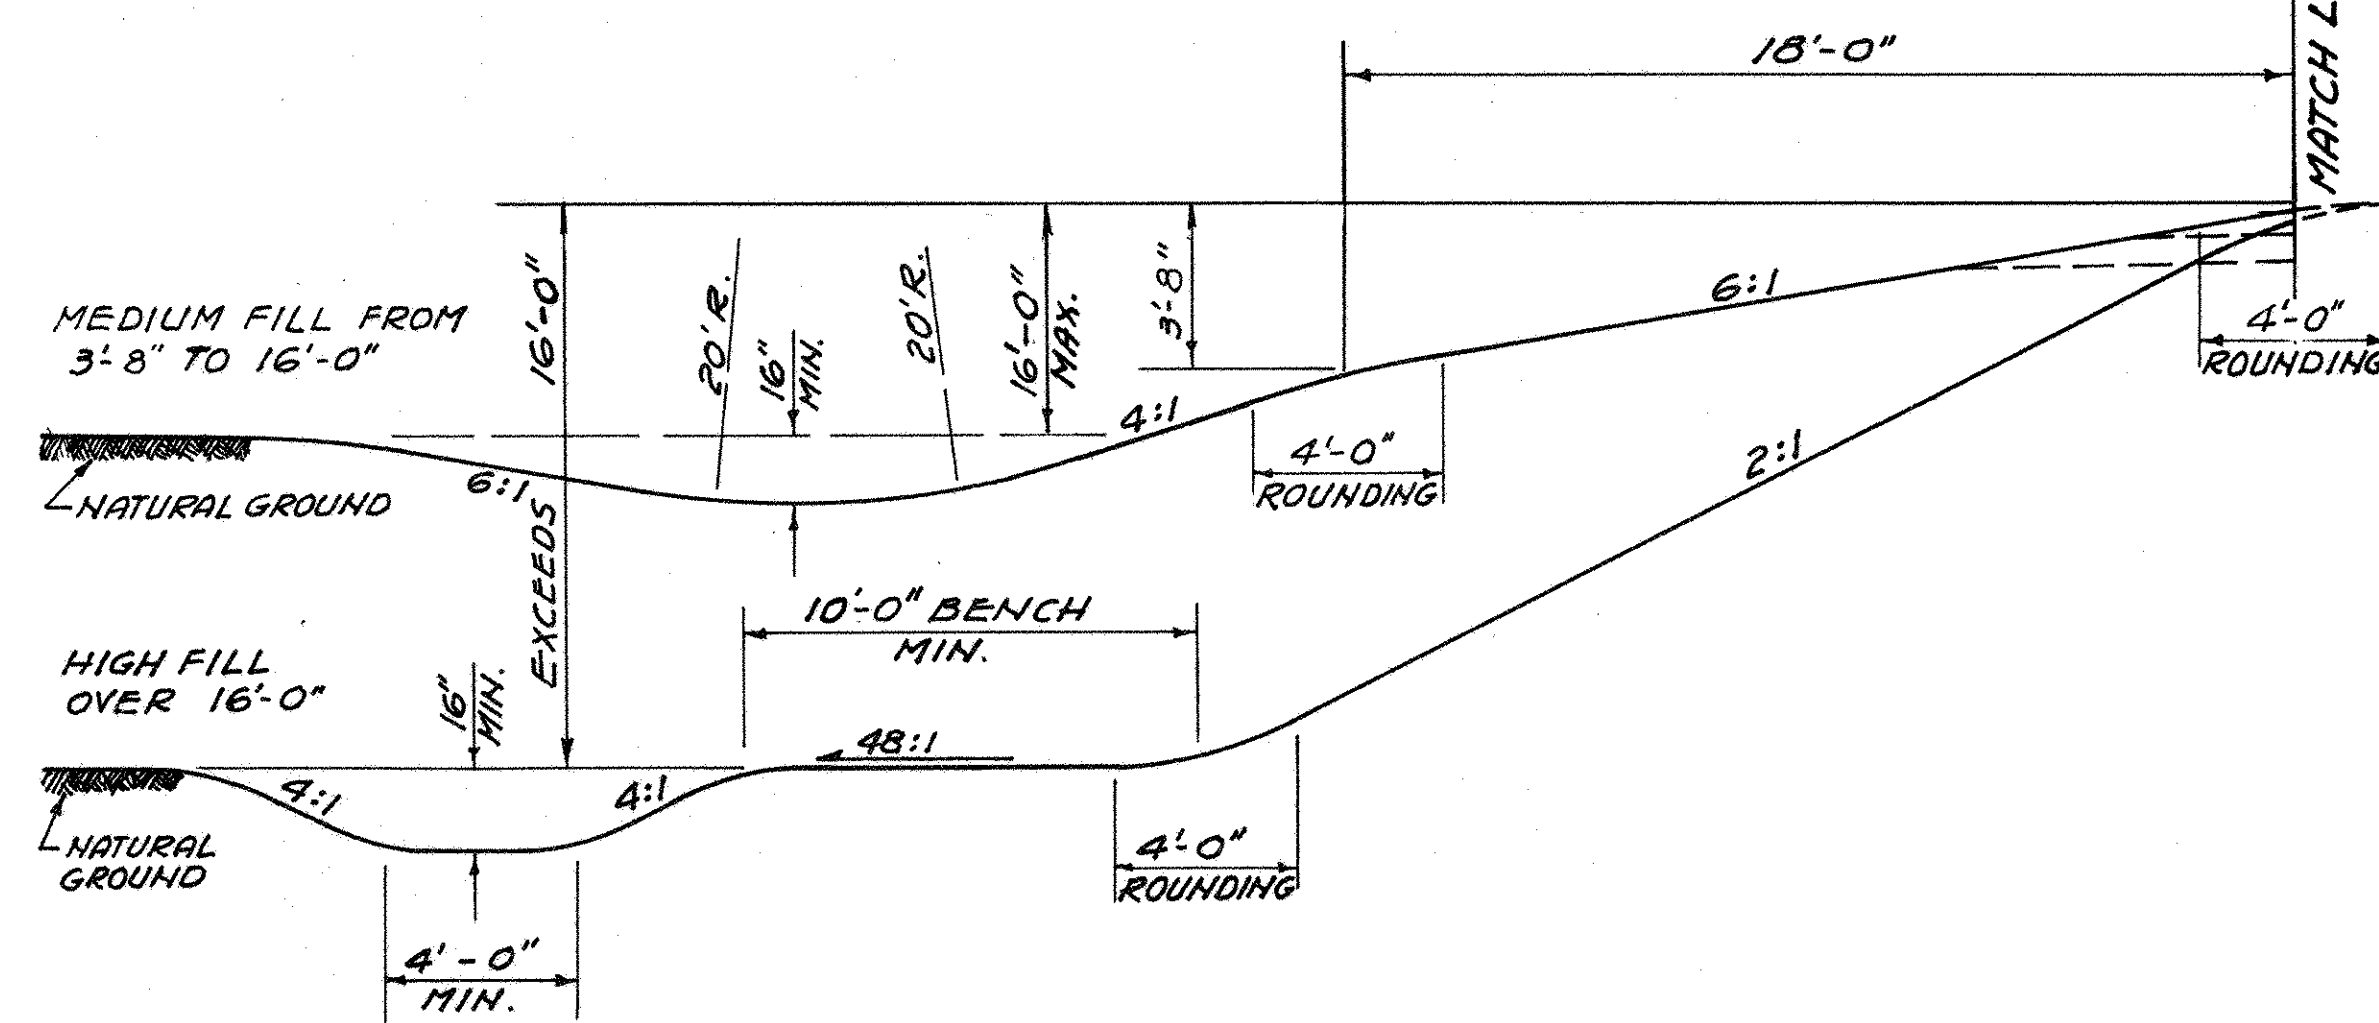 18'-0"
MATCH L
MEDIUM FILL FROM
3'-8" TO 16'-0"
16'-0"
EXCEEDS
20' R.
16"
MIN.
20' R.
16'-0"
MAX.
3'-8"
6:1
4'-0"
ROUNDING
4:1
4'-0"
ROUNDING
2:1
6:1
NATURAL GROUND
10'-0" BENCH
MIN.
HIGH FILL
OVER 16'-0"
16"
MIN.
48:1
4:1
4:1
NATURAL
GROUND
4'-0"
ROUNDING
4'-0"
MIN.